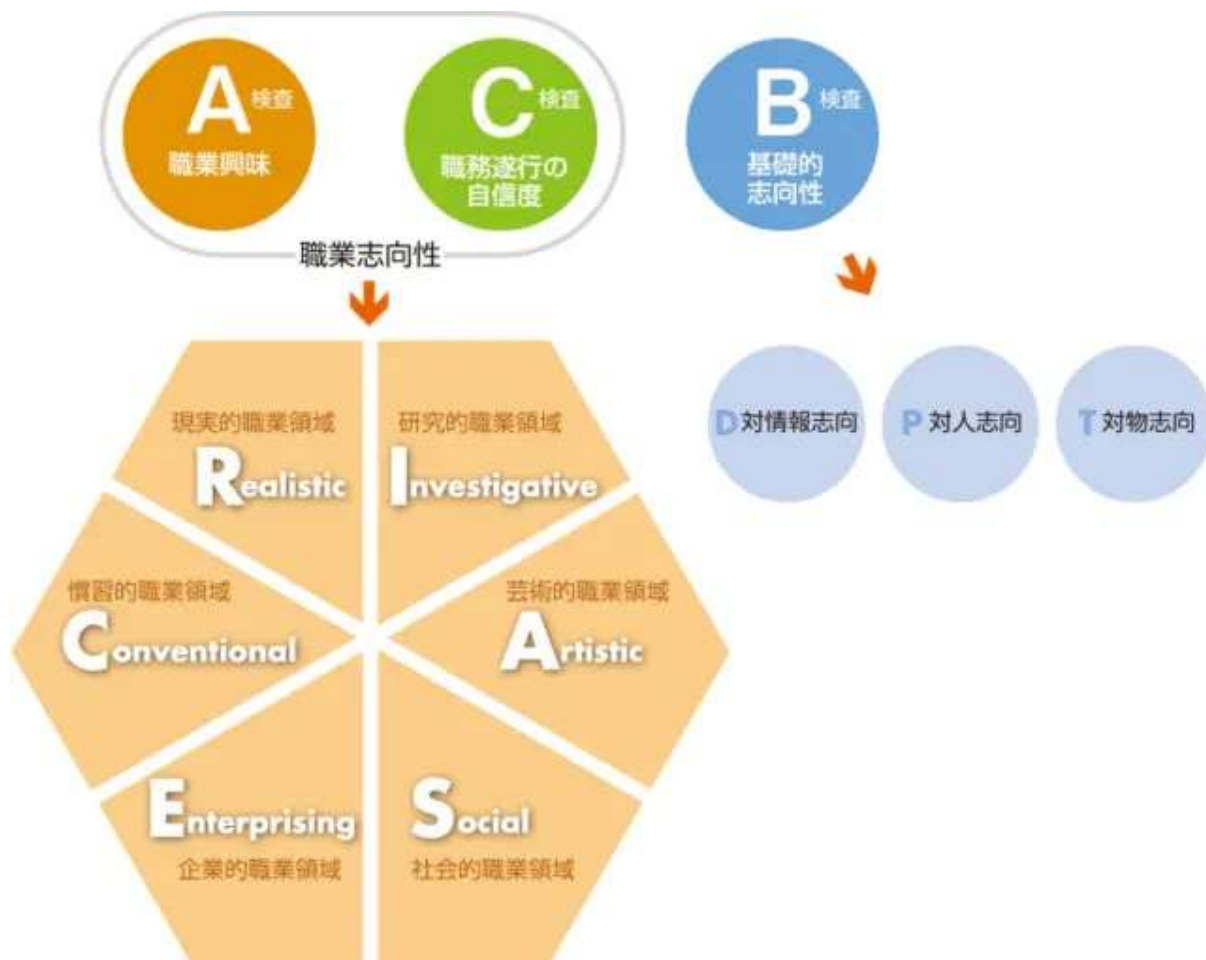 A 検査
職業興味
C 検査
職務遂行の
自信度
B 検査
基礎的
志向性
職業志向性
現実的職業領域
Realistic
研究的職業領域
Investigative
慣習的職業領域
Conventional
芸術的職業領域
Artistic
Enterprising
企業的職業領域
Social
社会的職業領域
D 対情報志向
P 対人志向
T 対物志向